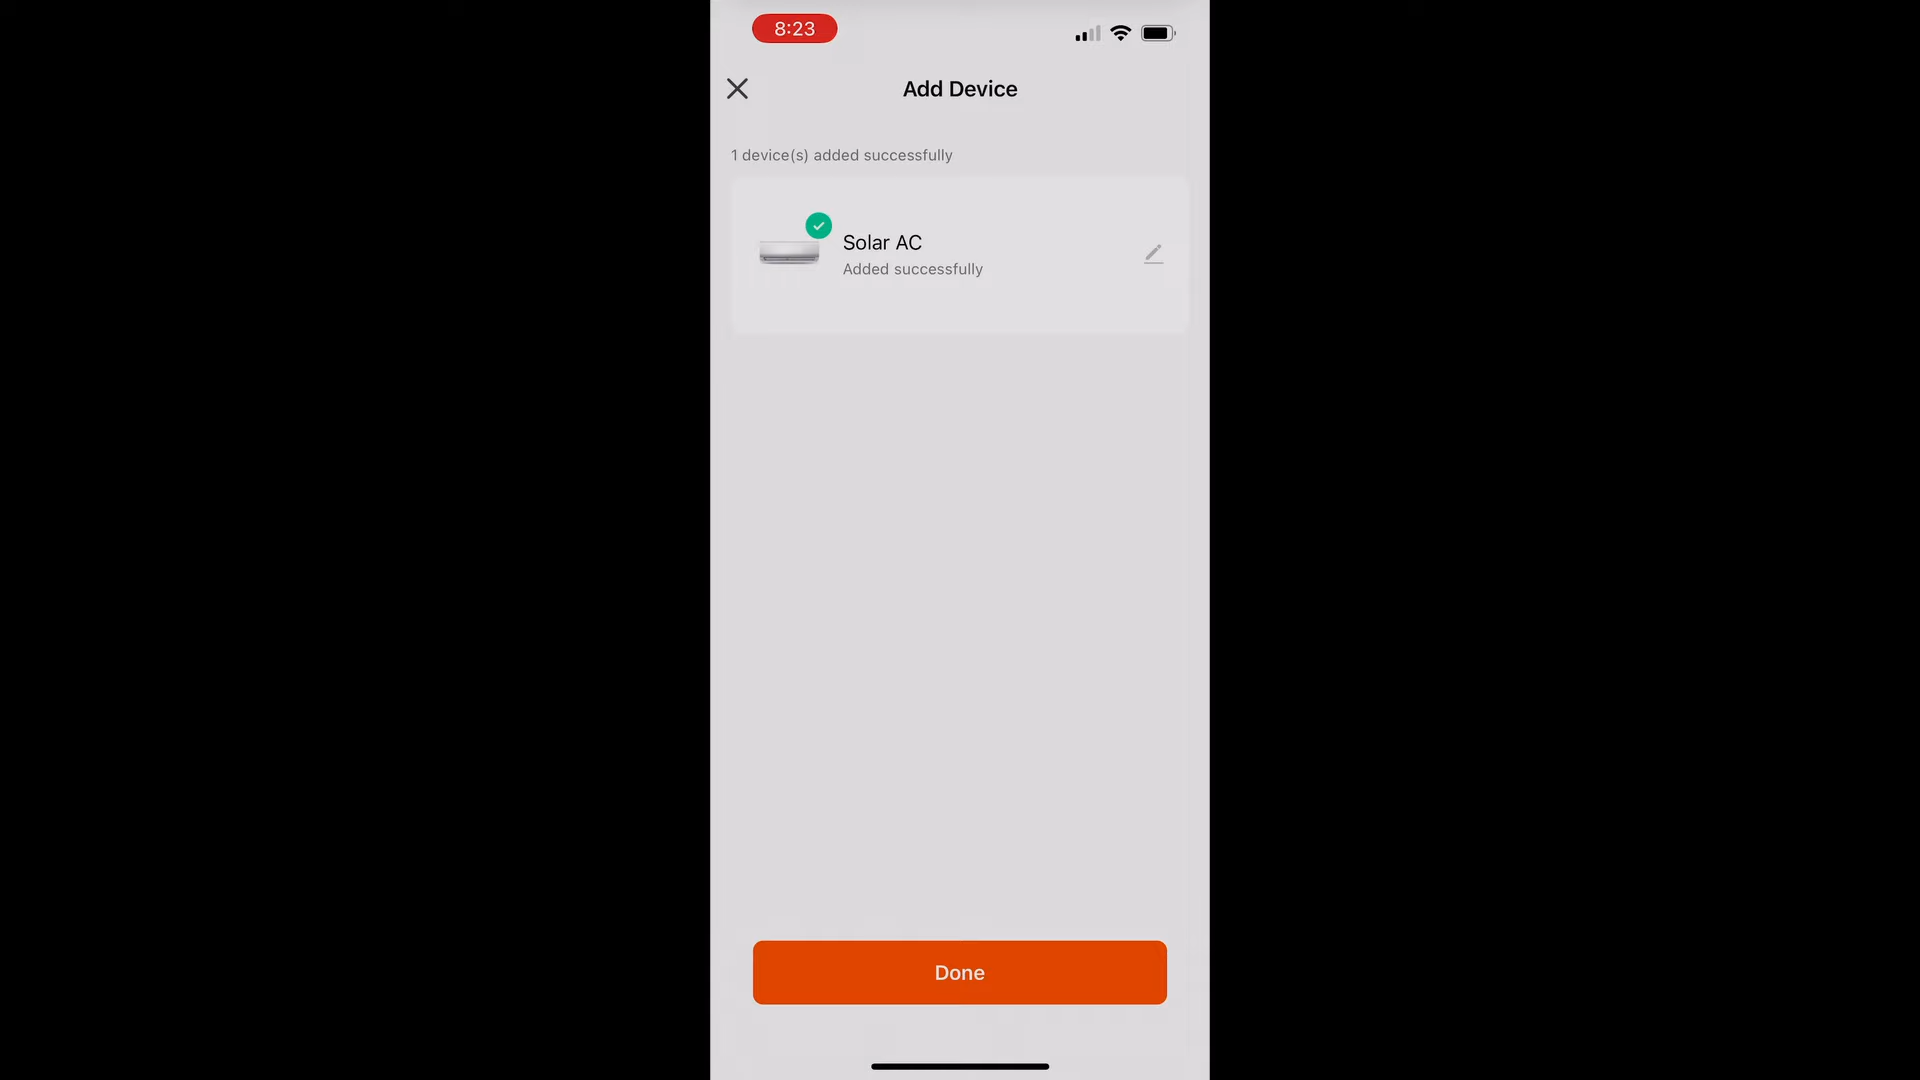 8:23
Add Device
1 device(s) added successfully
Solar AC
Added successfully
Done